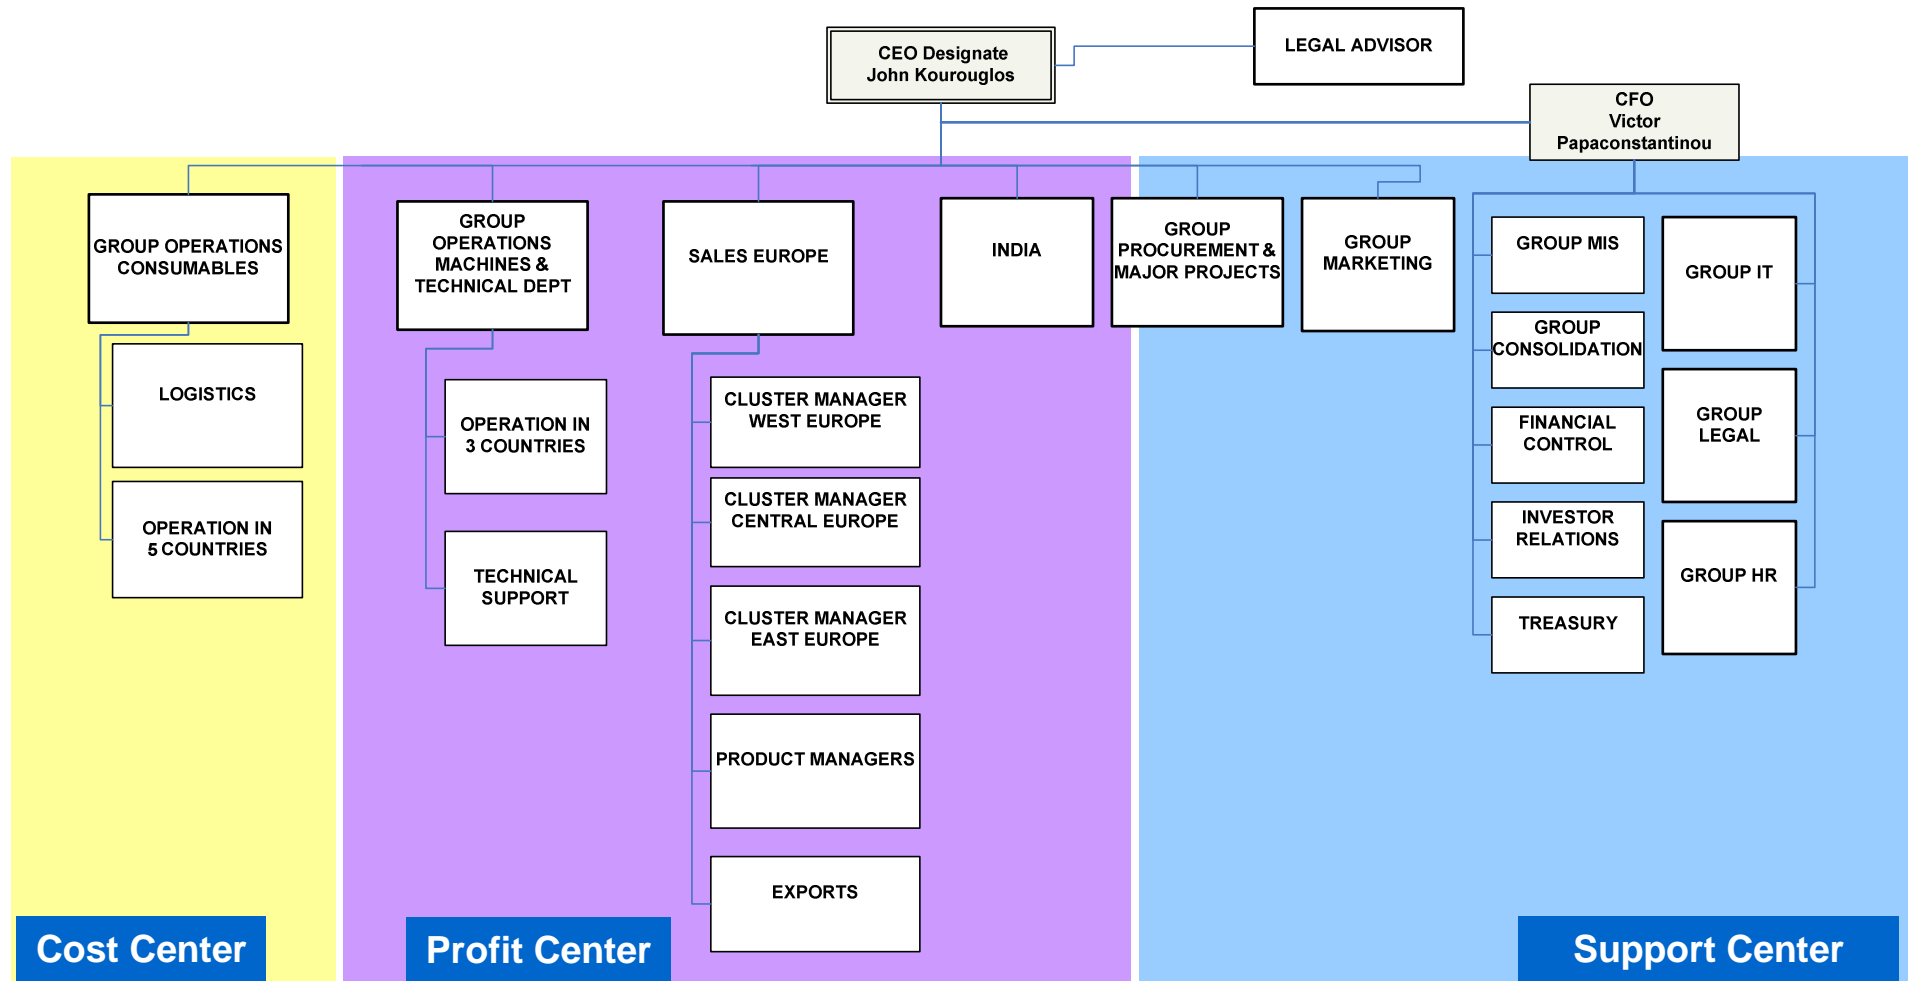 CEO Designate
John Kourouglos
LEGAL ADVISOR
CFO
Victor
Papaconstantinou
GROUP OPERATIONS
CONSUMABLES
LOGISTICS
OPERATION IN
5 COUNTRIES
GROUP
OPERATIONS
MACHINES &
TECHNICAL DEPT
OPERATION IN
3 COUNTRIES
TECHNICAL
SUPPORT
SALES EUROPE
CLUSTER MANAGER
WEST EUROPE
CLUSTER MANAGER
CENTRAL EUROPE
CLUSTER MANAGER
EAST EUROPE
PRODUCT MANAGERS
EXPORTS
INDIA
GROUP
PROCUREMENT &
MAJOR PROJECTS
GROUP
MARKETING
GROUP MIS
GROUP
CONSOLIDATION
FINANCIAL
CONTROL
INVESTOR
RELATIONS
TREASURY
GROUP IT
GROUP
LEGAL
GROUP HR
Cost Center
Profit Center
Support Center